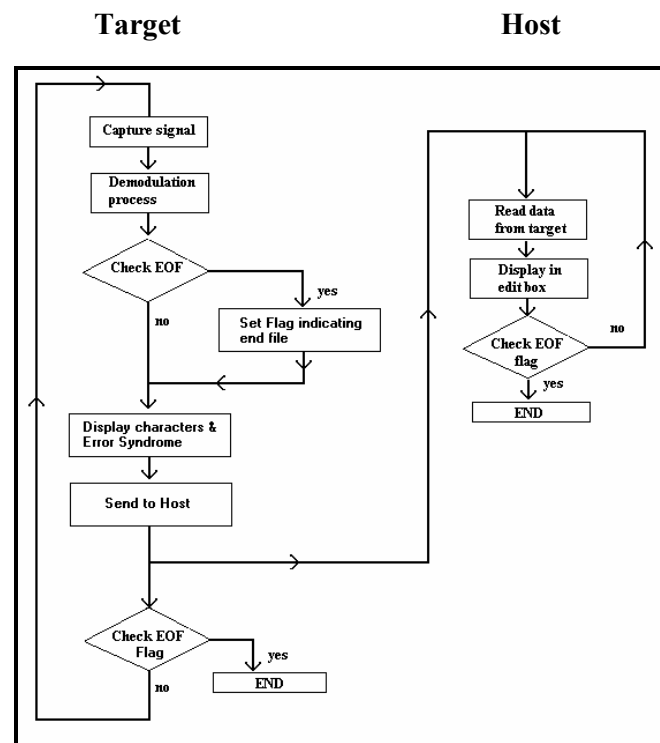 Target
Host
Capture signal
Demodulation
process
Check EOF
yes
no
Set Flag indicating
end file
Display characters &
Error Syndrome
Send to Host
Check EOF
Flag
yes
END
no
Read data
from target
Display in
edit box
Check EOF
flag
no
yes
END